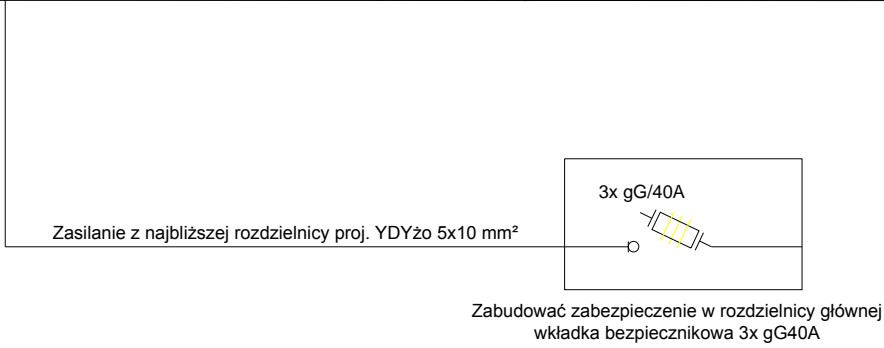 3x gG/40A
Zasilanie z najbliższej rozdzielnicy proj. YDYżo 5x10 mm²
Zabudować zabezpieczenie w rozdzielnicy głównej
wkładka bezpiecznikowa 3x gG40A